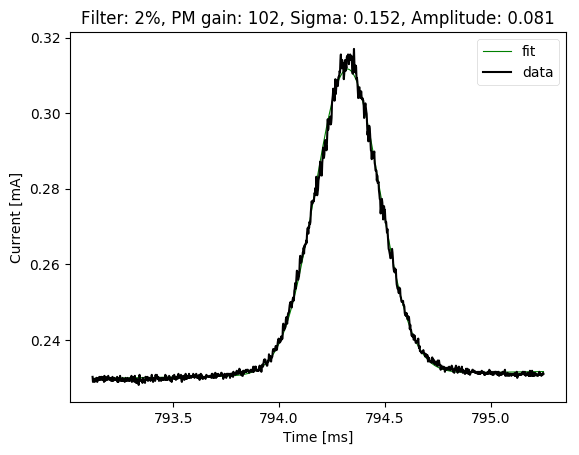 Filter: 2%, PM gain: 102, Sigma: 0.152, Amplitude: 0.081
fit
data
0.32
0.30
0.28
0.26
0.24
Current [mA]
793.5 794.0 794.5 795.0
Time [ms]